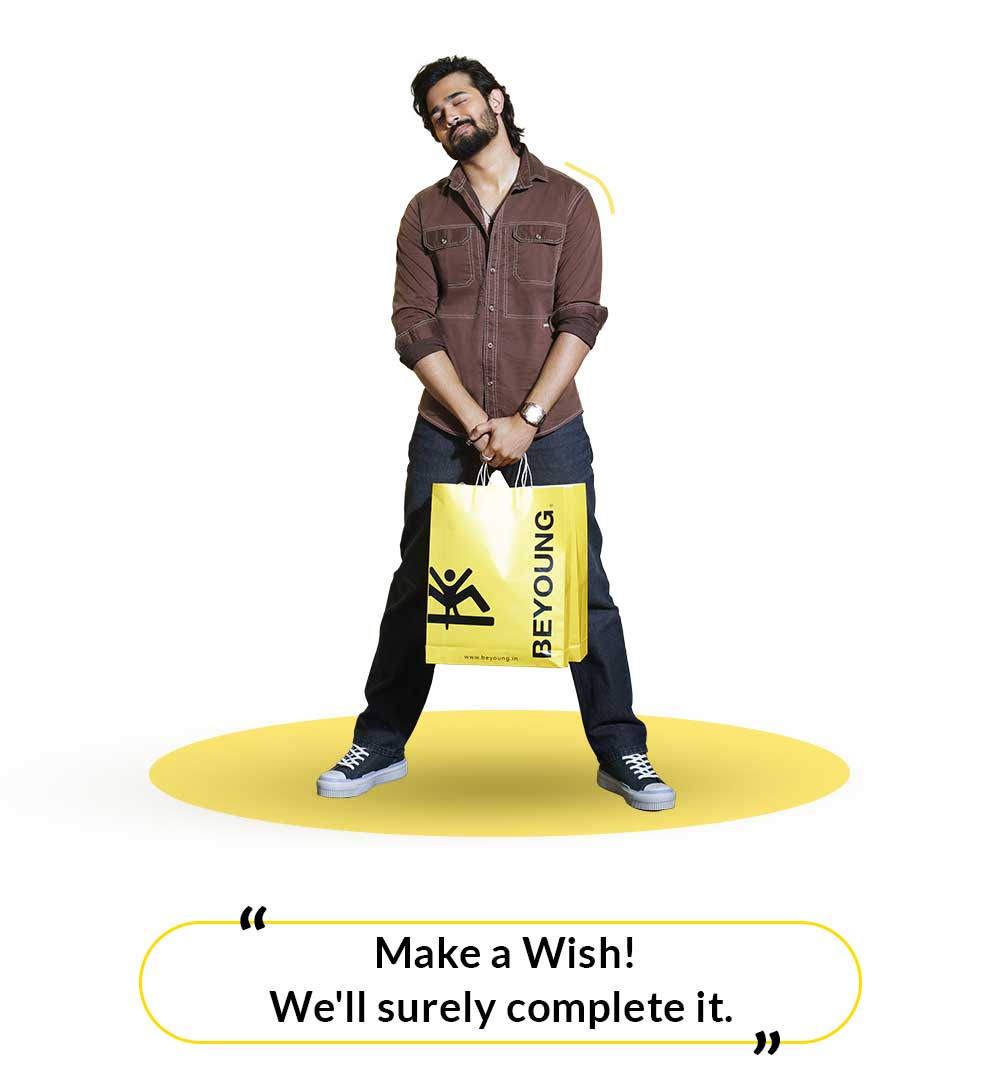 BEYOUNG®
www.beyoung.in
“
Make a Wish!
We'll surely complete it.
”